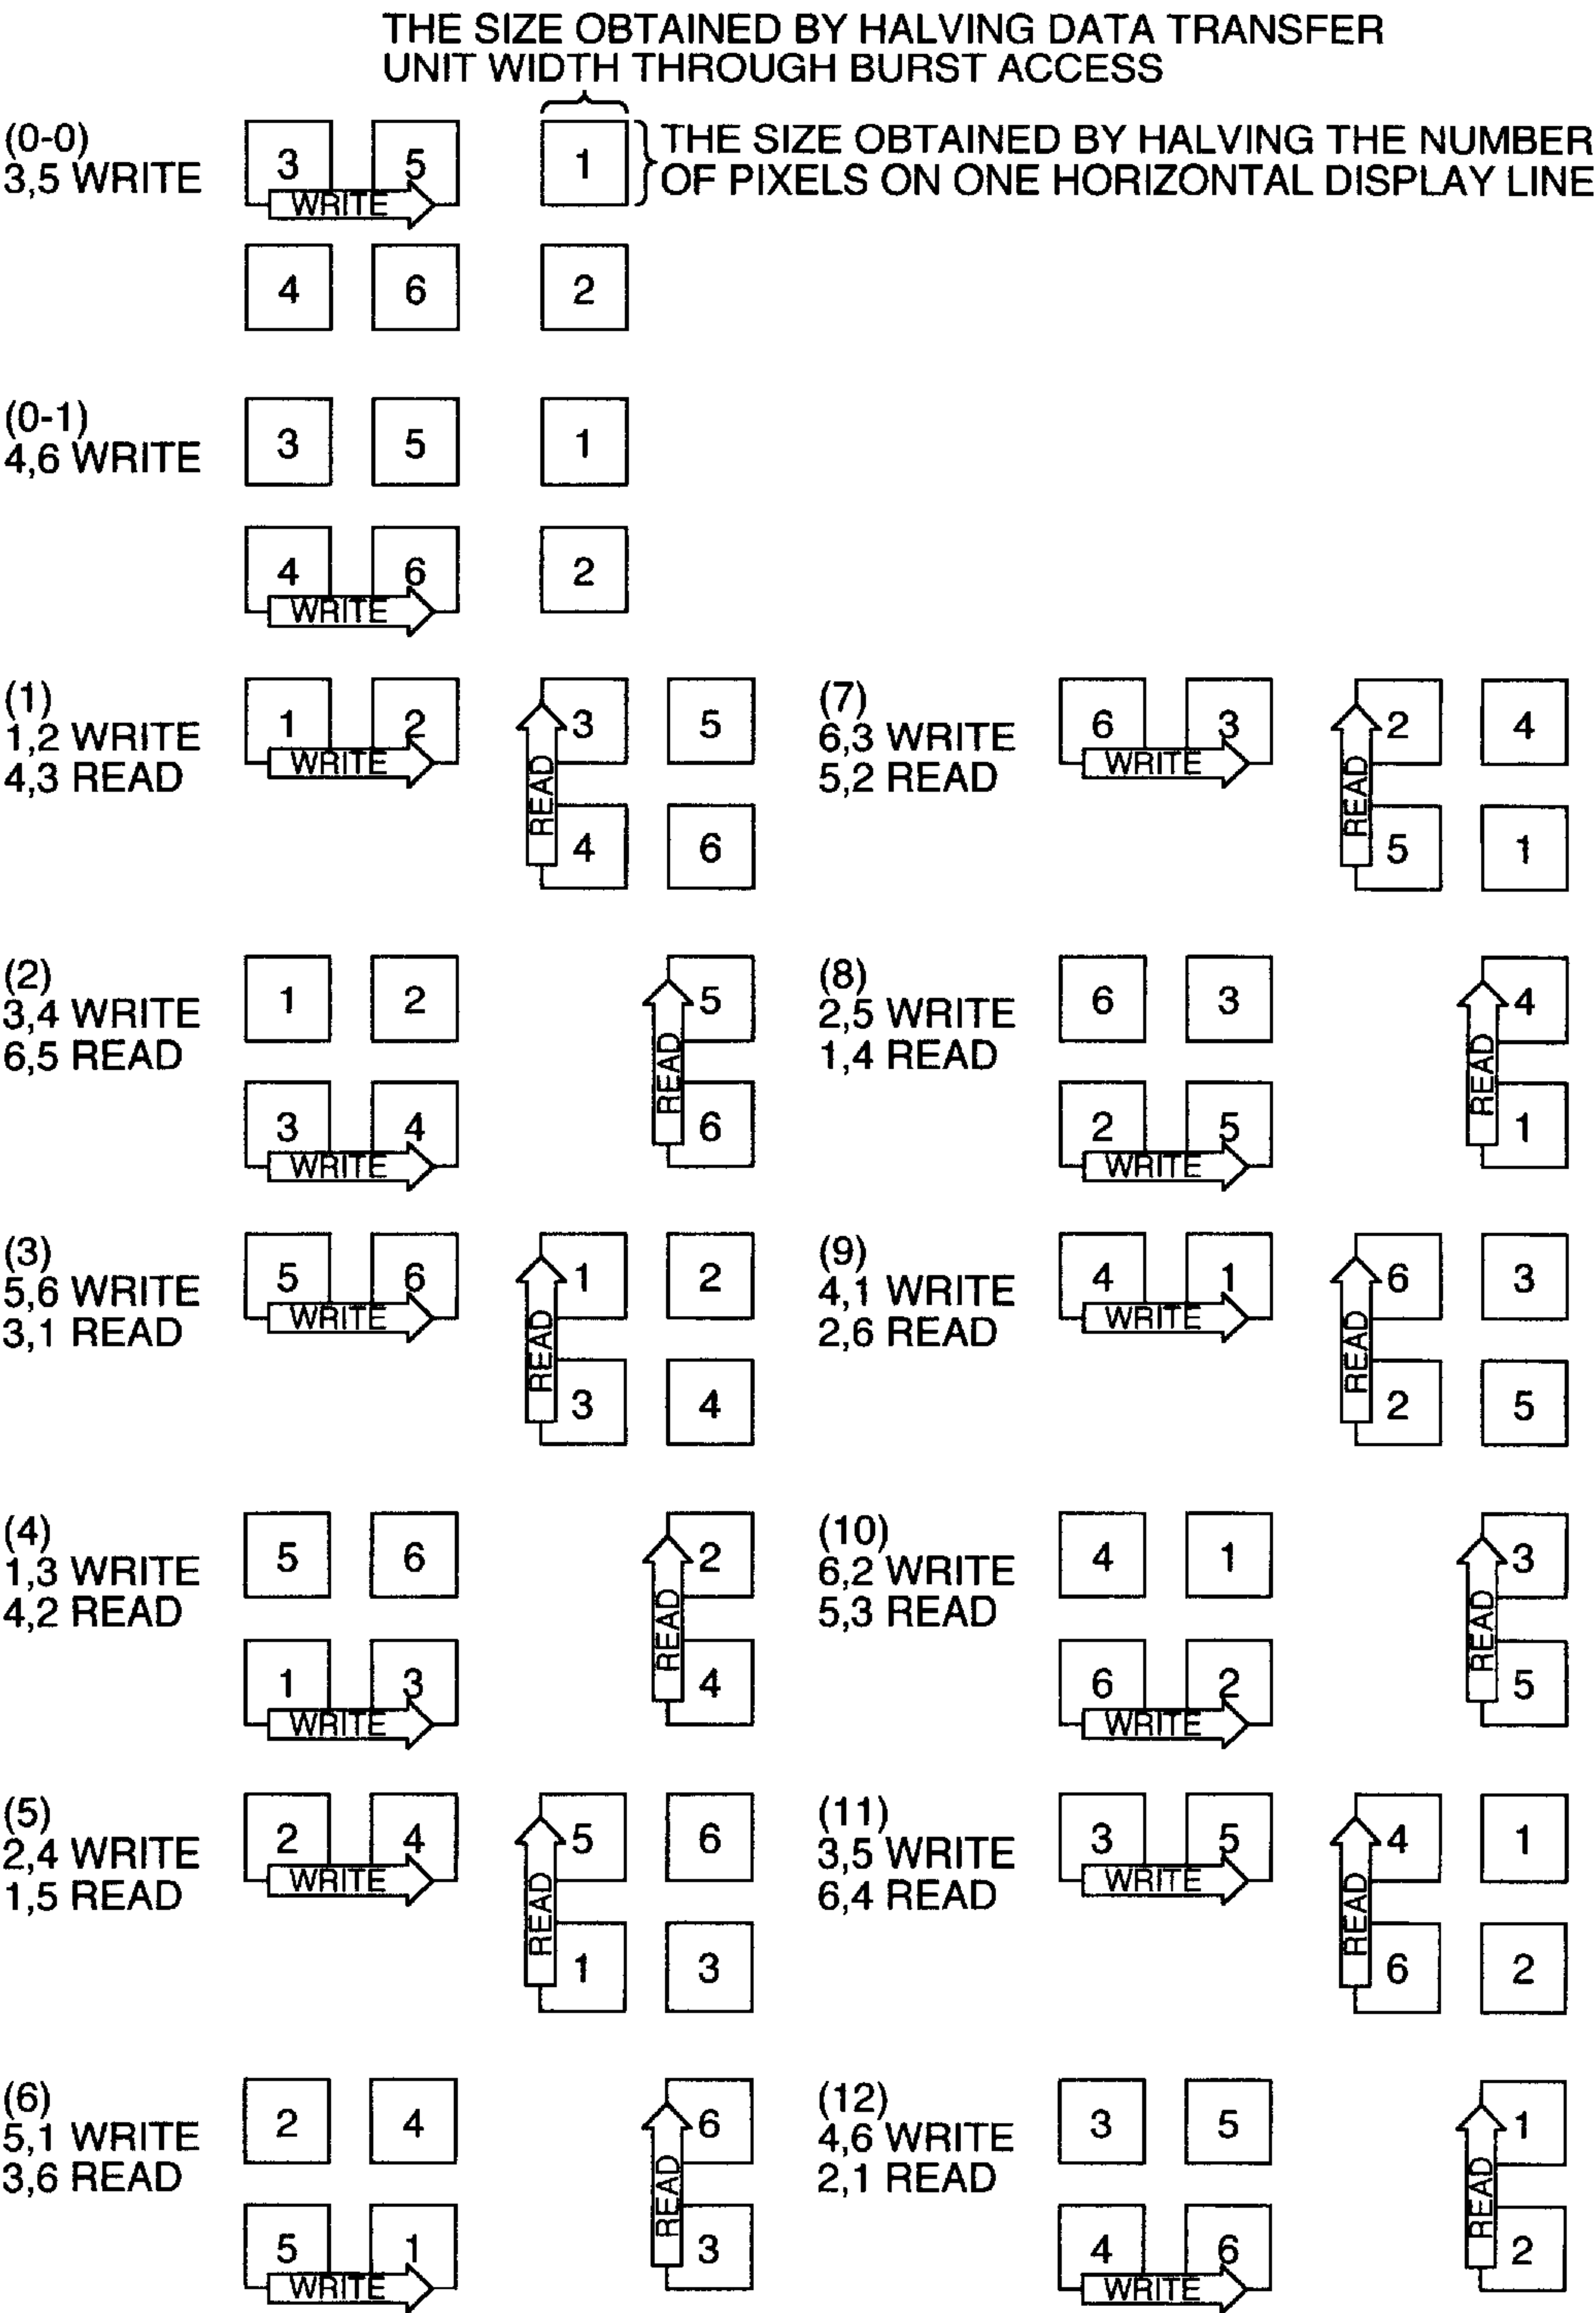 THE SIZE OBTAINED BY HALVING DATA TRANSFER
UNIT WIDTH THROUGH BURST ACCESS
(0-0)
3,5 WRITE
3 5 1
WRITE
THE SIZE OBTAINED BY HALVING THE NUMBER
OF PIXELS ON ONE HORIZONTAL DISPLAY LINE
4 6 2
(0-1)
4,6 WRITE
3 5 1
4 6 2
WRITE
(1)
1,2 WRITE
4,3 READ
1 2 3 5
WRITE
READ
4 6
(2)
3,4 WRITE
6,5 READ
1 2 5
READ
3 4 6
WRITE
(3)
5,6 WRITE
3,1 READ
5 6 1 2
WRITE
READ
3 4
(4)
1,3 WRITE
4,2 READ
5 6 2
READ
1 3 4
WRITE
(5)
2,4 WRITE
1,5 READ
2 4 5 6
WRITE
READ
1 3
(6)
5,1 WRITE
3,6 READ
2 4 6
READ
5 1 3
WRITE
(7)
6,3 WRITE
5,2 READ
6 3 2 4
WRITE
READ
5 1
(8)
2,5 WRITE
1,4 READ
6 3 4
READ
2 5 1
WRITE
(9)
4,1 WRITE
2,6 READ
4 1 6 3
WRITE
READ
2 5
(10)
6,2 WRITE
5,3 READ
4 1 3
READ
6 2 5
WRITE
(11)
3,5 WRITE
6,4 READ
3 5 4 1
WRITE
READ
6 2
(12)
4,6 WRITE
2,1 READ
3 5 1
READ
4 6 2
WRITE